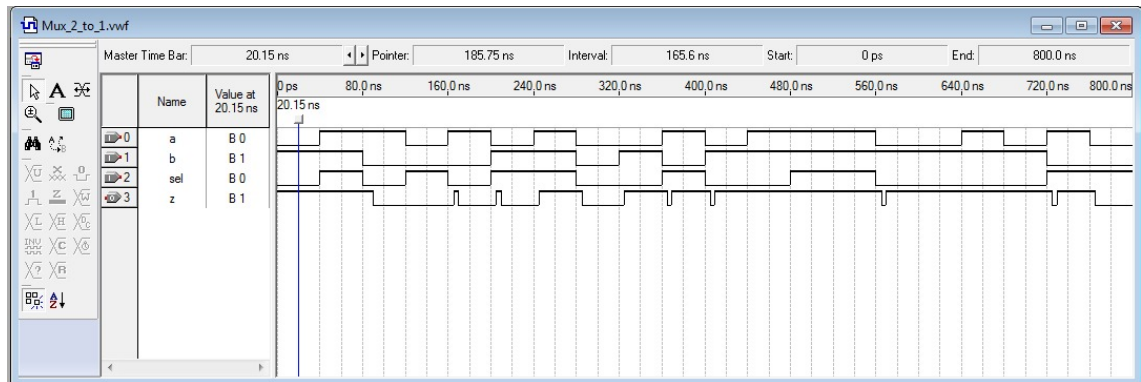 Mux_2_to_1.vwf
Master Time Bar: 20.15 ns Pointer: 185.75 ns Interval: 165.6 ns Start: 0 ps End: 800.0 ns
Name Value at 20.15 ns
0 ps 80.0 ns 160.0 ns 240.0 ns 320.0 ns 400.0 ns 480.0 ns 560.0 ns 640.0 ns 720.0 ns 800.0 ns
20.15 ns
0 a B 0
1 b B 1
2 sel B 0
3 z B 1